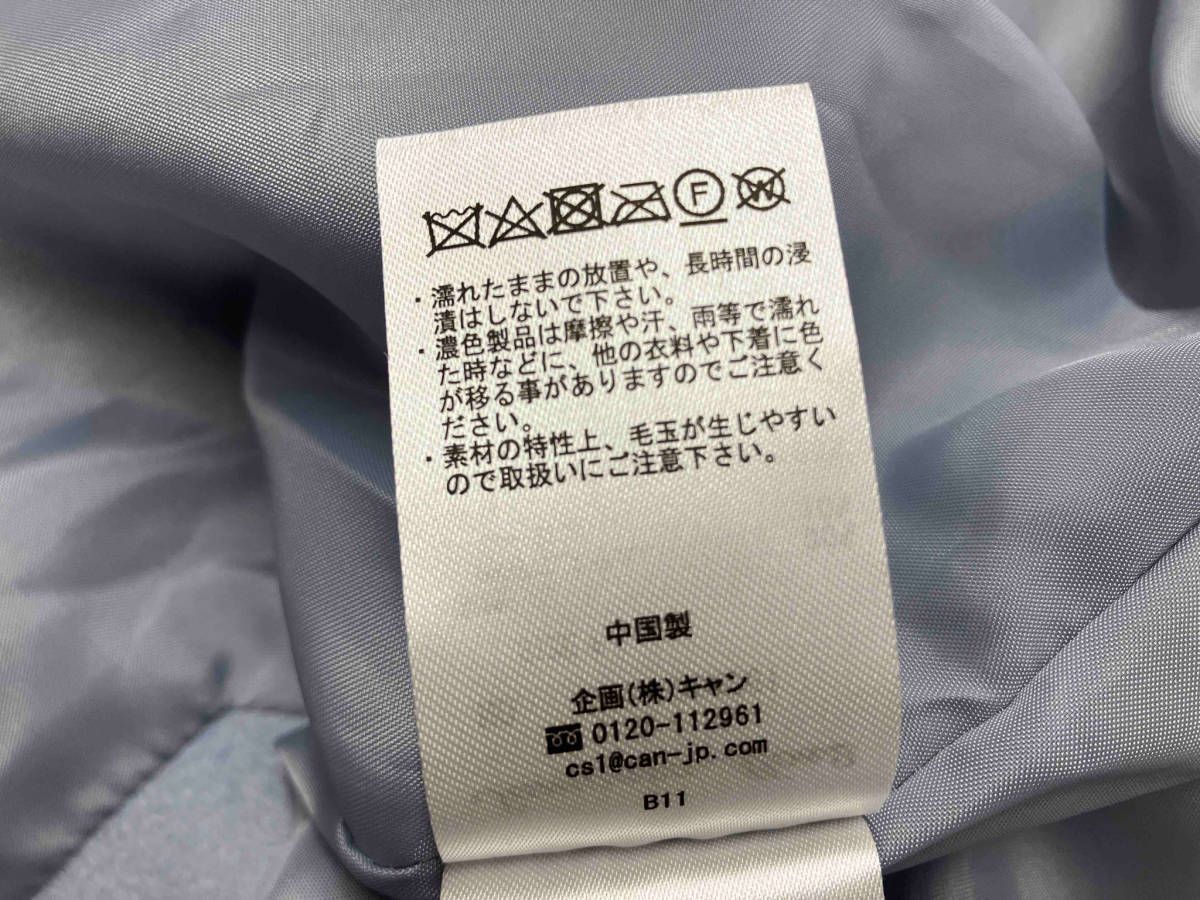 F W
・濡れたままの放置や、長時間の浸
漬はしないで下さい。
・濃色製品は摩擦や汗、雨等で濡れ
た時などに、他の衣料や下着に色
が移る事がありますのでご注意く
ださい。
・素材の特性上、毛玉が生じやすい
ので取扱いにご注意下さい。
中国製
企画(株)キャン
0120-112961
cs1@can-jp.com
B11